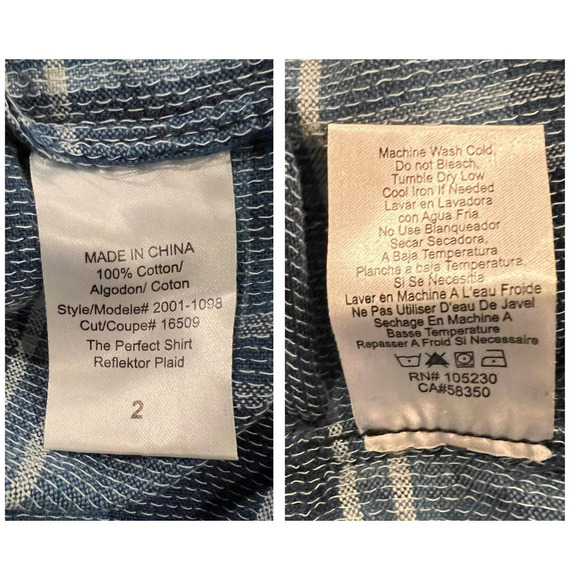 MADE IN CHINA
100% Cotton/
Algodon/ Coton
Style/Modele# 2001-1098
Cut/Coupe# 16509
The Perfect Shirt
Reflektor Plaid
2
Machine Wash Cold,
Do not Bleach,
Tumble Dry Low
Cool Iron If Needed
Lavar en Lavadora
con Agua Fria
No Use Blanqueador
Secar Secadora,
A Baja Temperatura
Plancha a baja Temperatura,
Si Se Necesitia
Laver en Machine A L'eau Froide
Ne Pas Utiliser D'eau De Javel
Sechage En Machine A
Basse Temperature
Repasser A Froid Si Necessaire
RN# 105230
CA#58350